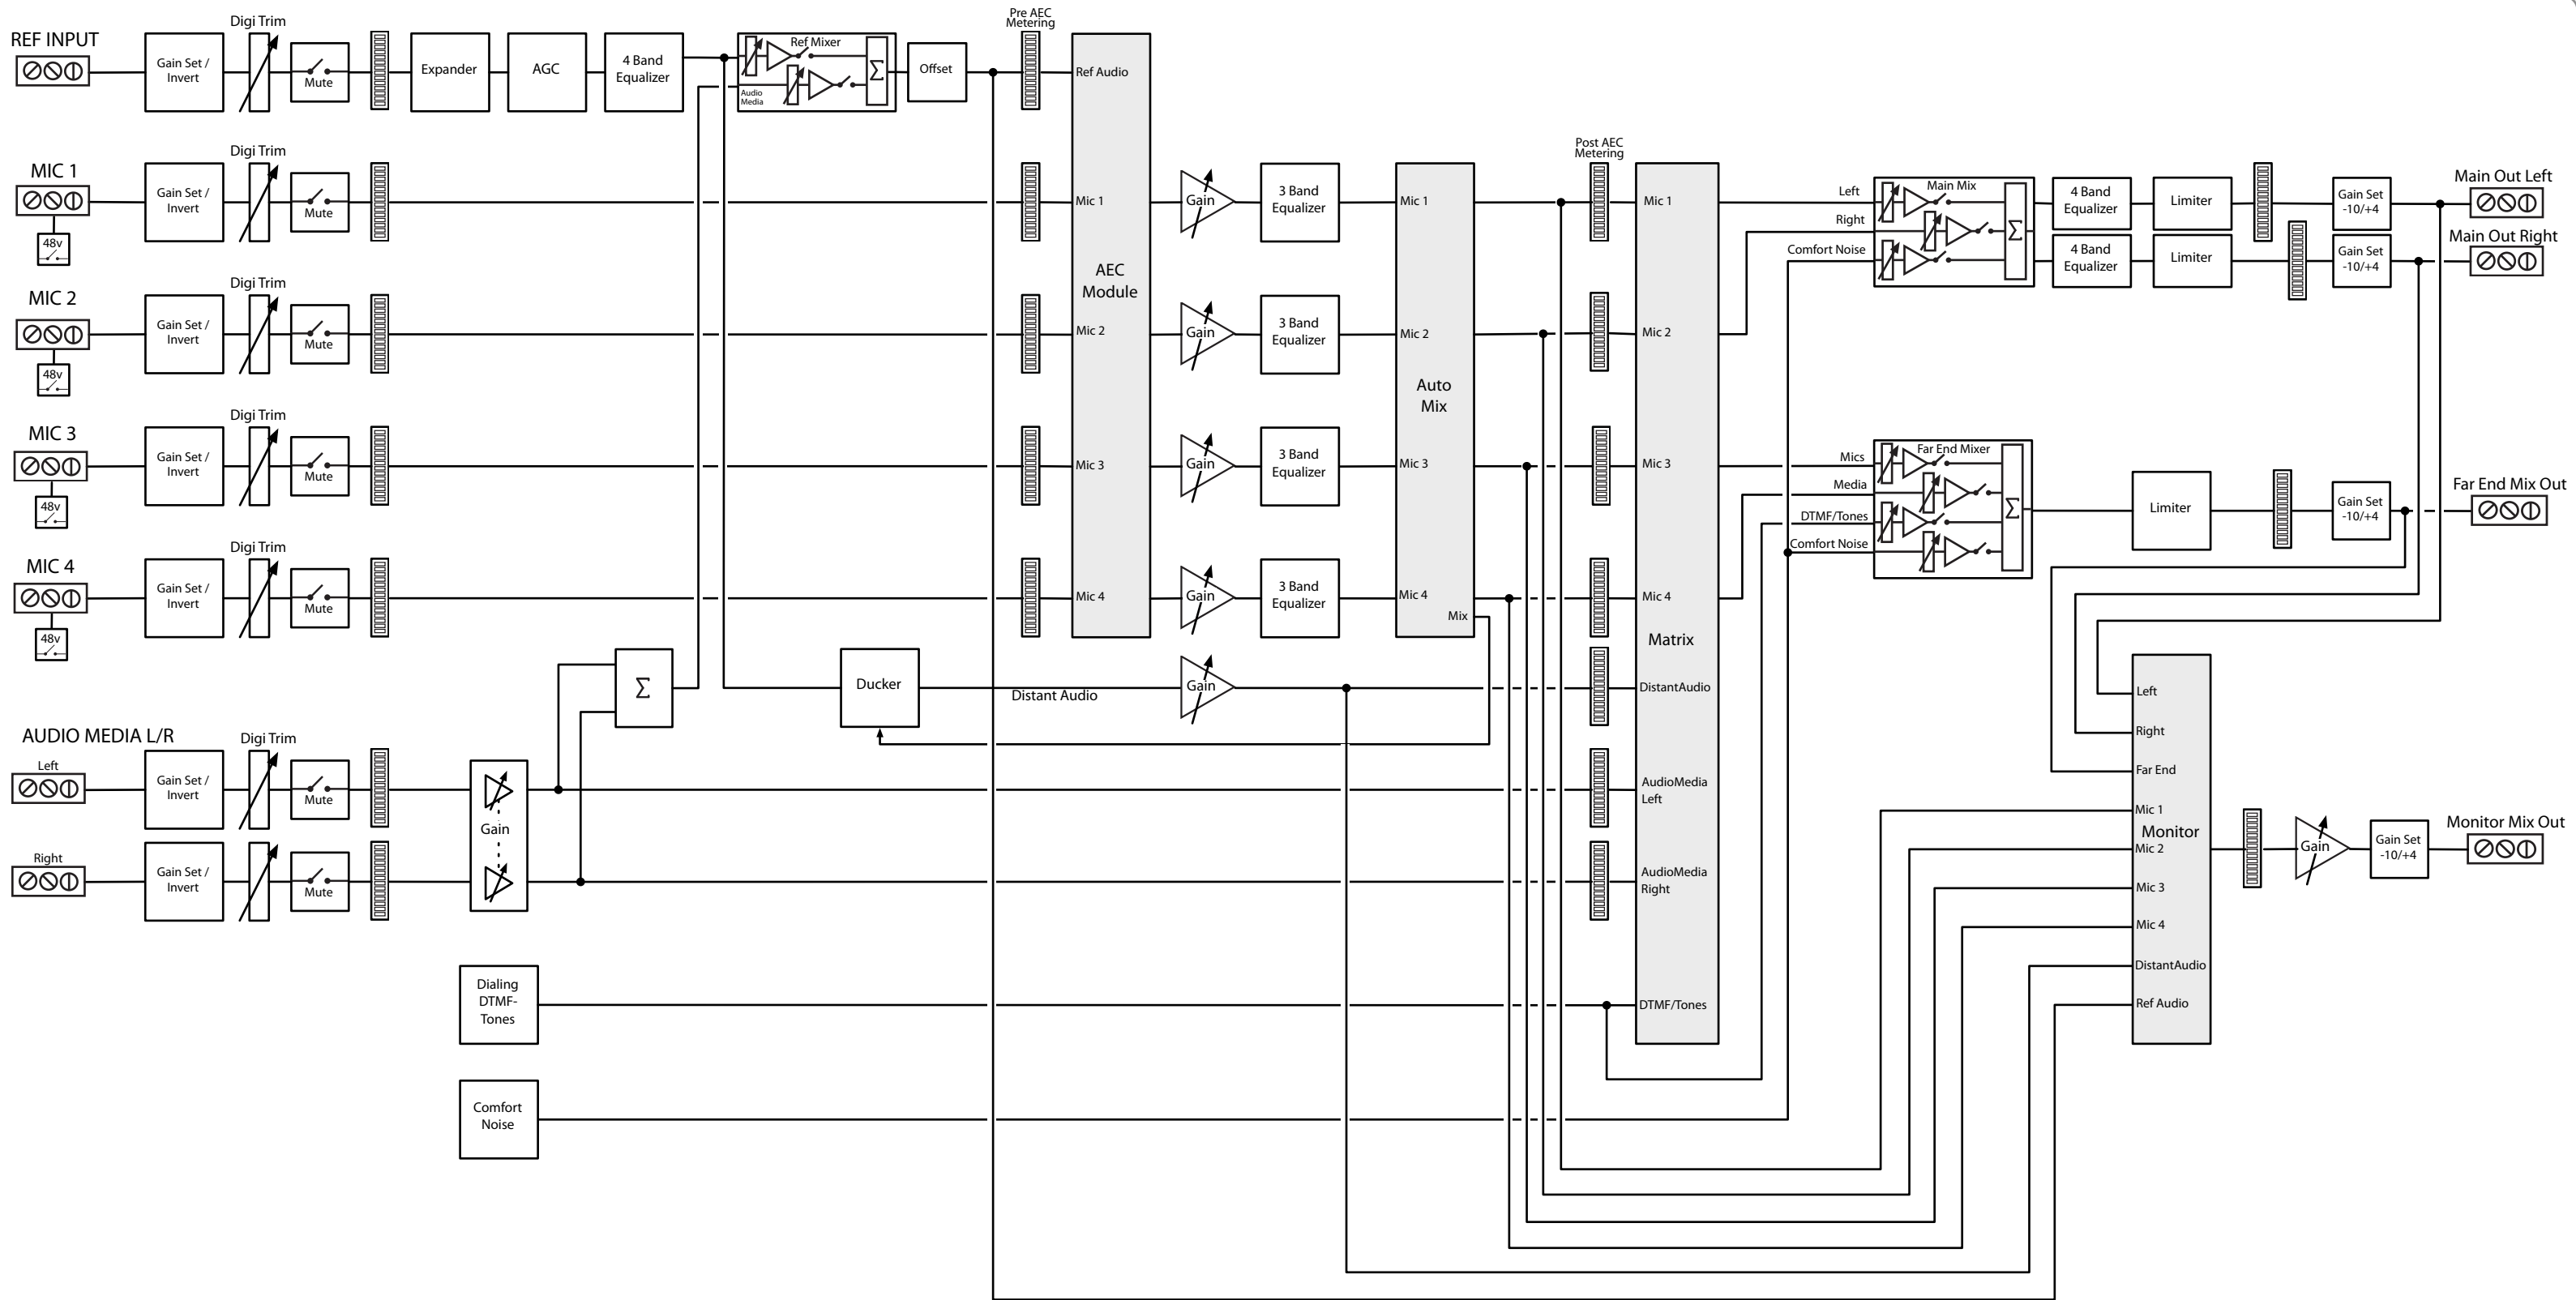 REF INPUT
Digi Trim
Gain Set /
Invert
Mute
Expander
AGC
4 Band
Equalizer
Ref Mixer
Audio
Media
Σ
Offset
Pre AEC
Metering
Ref Audio
MIC 1
48v
Digi Trim
Gain Set /
Invert
Mute
Mic 1
AEC
Module
Gain
3 Band
Equalizer
Mic 1
Post AEC
Metering
Mic 1
Left
Right
Comfort Noise
Main Mix
Σ
4 Band
Equalizer
Limiter
Gain Set
-10/+4
Main Out Left
4 Band
Equalizer
Limiter
Gain Set
-10/+4
Main Out Right
MIC 2
48v
Digi Trim
Gain Set /
Invert
Mute
Mic 2
Gain
3 Band
Equalizer
Mic 2
Auto
Mix
Mic 2
MIC 3
48v
Digi Trim
Gain Set /
Invert
Mute
Mic 3
Gain
3 Band
Equalizer
Mic 3
Mic 3
Mics
Media
DTMF/Tones
Comfort Noise
Far End Mixer
Σ
Limiter
Gain Set
-10/+4
Far End Mix Out
MIC 4
48v
Digi Trim
Gain Set /
Invert
Mute
Mic 4
Gain
3 Band
Equalizer
Mic 4
Mix
Mic 4
Matrix
Σ
Ducker
Distant Audio
Gain
DistantAudio
AUDIO MEDIA L/R
Left
Digi Trim
Gain Set /
Invert
Mute
Gain
AudioMedia
Left
Right
Gain Set /
Invert
Mute
AudioMedia
Right
Dialing
DTMF-
Tones
DTMF/Tones
Comfort
Noise
Left
Right
Far End
Mic 1
Monitor
Mic 2
Mic 3
Mic 4
DistantAudio
Ref Audio
Gain
Gain Set
-10/+4
Monitor Mix Out